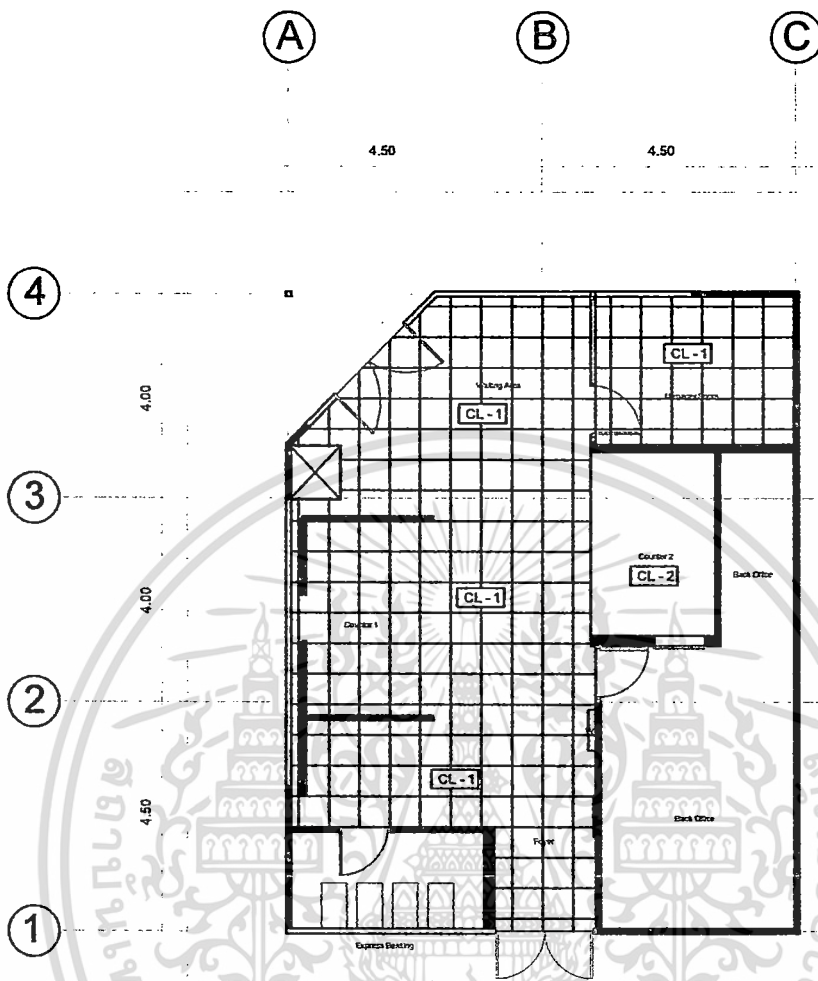 A
B
C
4.50
4.50
4
CL - 1
Waiting Area
CL - 1
4.00
3
Counter 2
Back Office
CL - 2
CL - 1
4.00
Counter 1
2
CL - 1
4.50
Back Office
Foyer
1
Express Banking